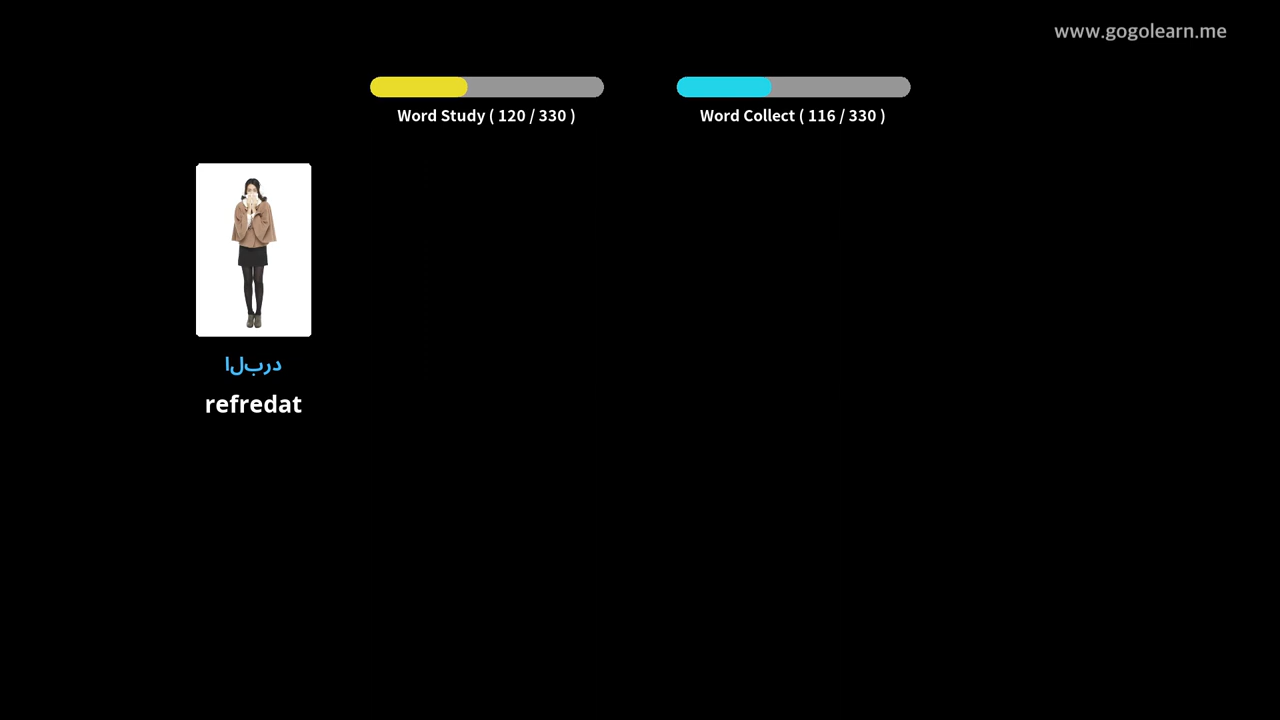 www.gogolearn.me
Word Study ( 120 / 330 )
Word Collect ( 116 / 330 )
البرد
refredat